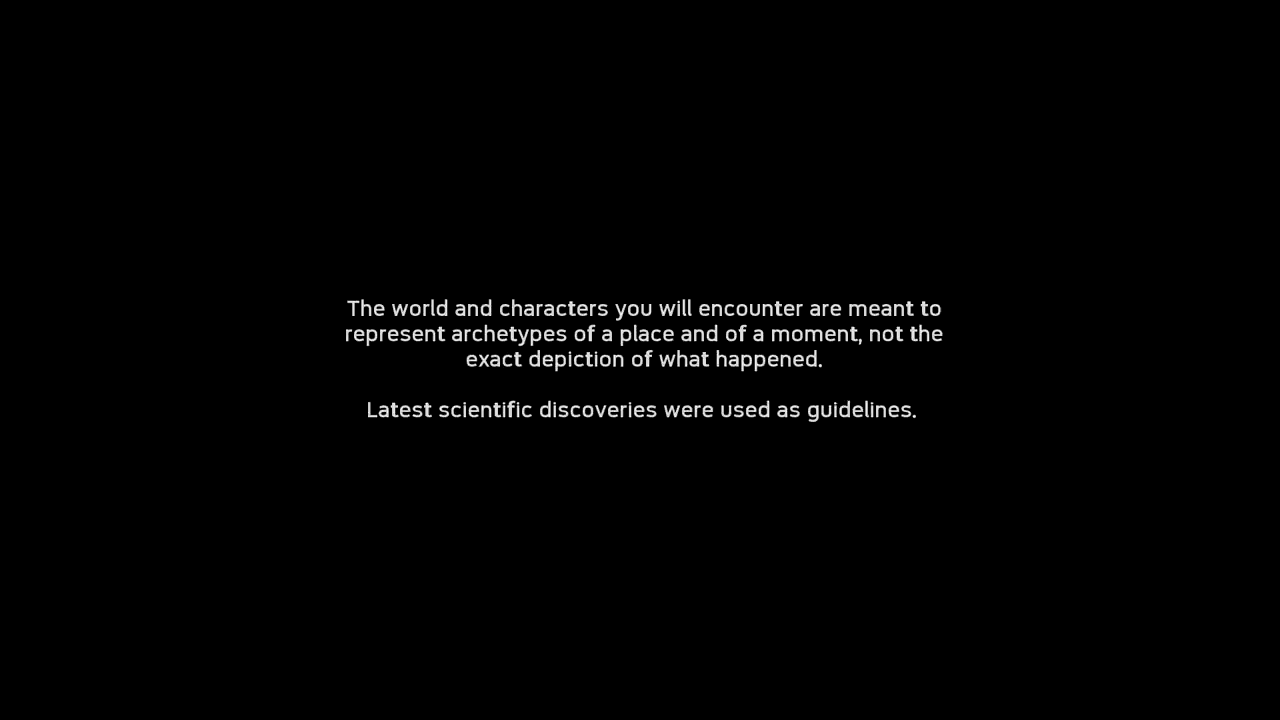 The world and characters you will encounter are meant to
represent archetypes of a place and of a moment, not the
exact depiction of what happened.
Latest scientific discoveries were used as guidelines.